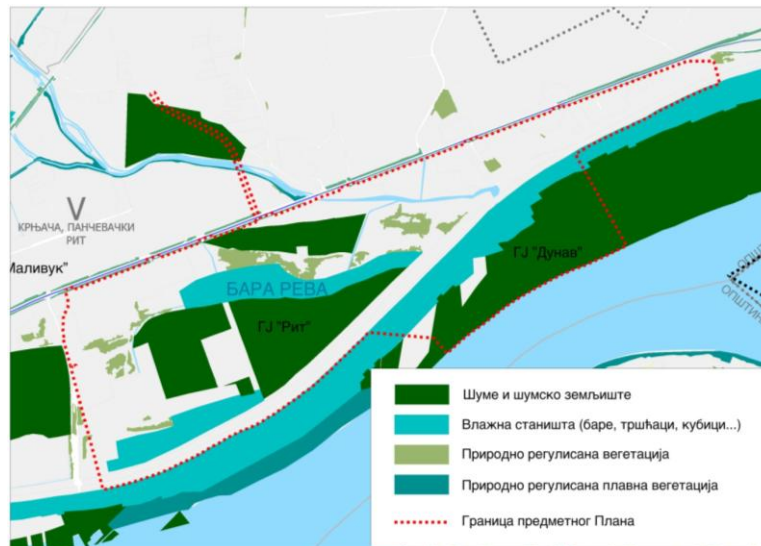 V
КРЊАЧА, ПАНЧЕВАЧКИ
РИТ
Маливук"
БАРА РЕВА
ГЈ "Рит"
ГЈ "Дунав"
Шуме и шумско земљиште
Влажна станишта (баре, тршћаци, кубици...)
Природно регулисана вегетација
Природно регулисана плавна вегетација
Граница предметног Плана